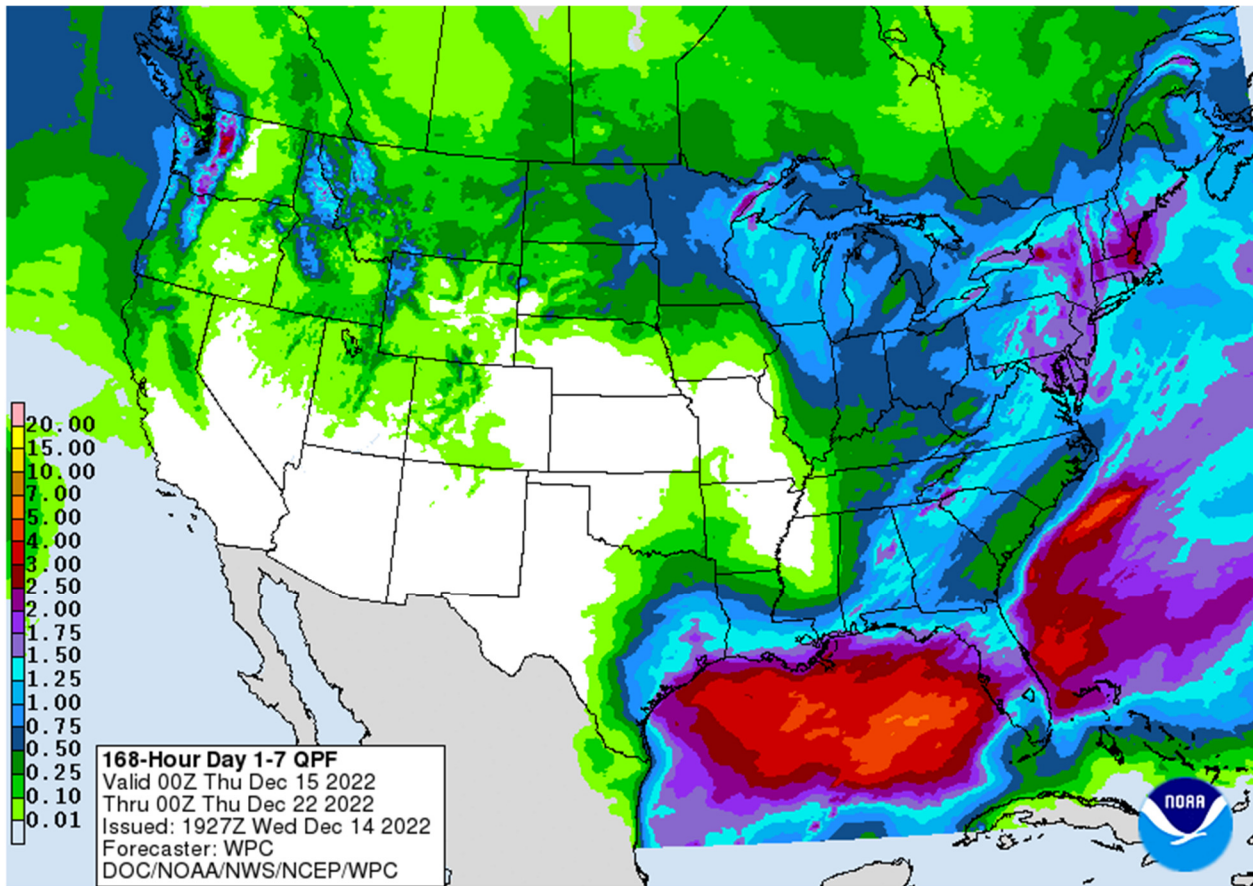 20.00
15.00
10.00
7.00
5.00
4.00
3.00
2.50
2.00
1.75
1.50
1.25
1.00
0.75
0.50
0.25
0.10
0.01
168-Hour Day 1-7 QPF
Valid 00Z Thu Dec 15 2022
Thru 00Z Thu Dec 22 2022
Issued: 1927Z Wed Dec 14 2022
Forecaster: WPC
DOC/NOAA/NWS/NCEP/WPC
NOAA